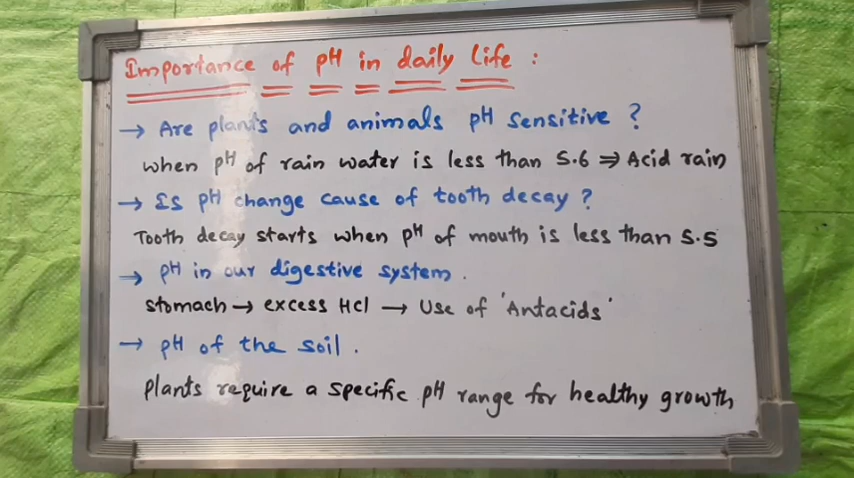 Importance of pH in daily life :
→ Are plants and animals pH sensitive ?
when pH of rain water is less than 5.6 ⇒ Acid rain
→ Is pH change cause of tooth decay ?
Tooth decay starts when pH of mouth is less than 5.5
→ pH in our digestive system .
stomach → excess HCl → Use of 'Antacids'
→ pH of the soil .
plants require a specific pH range for healthy growth